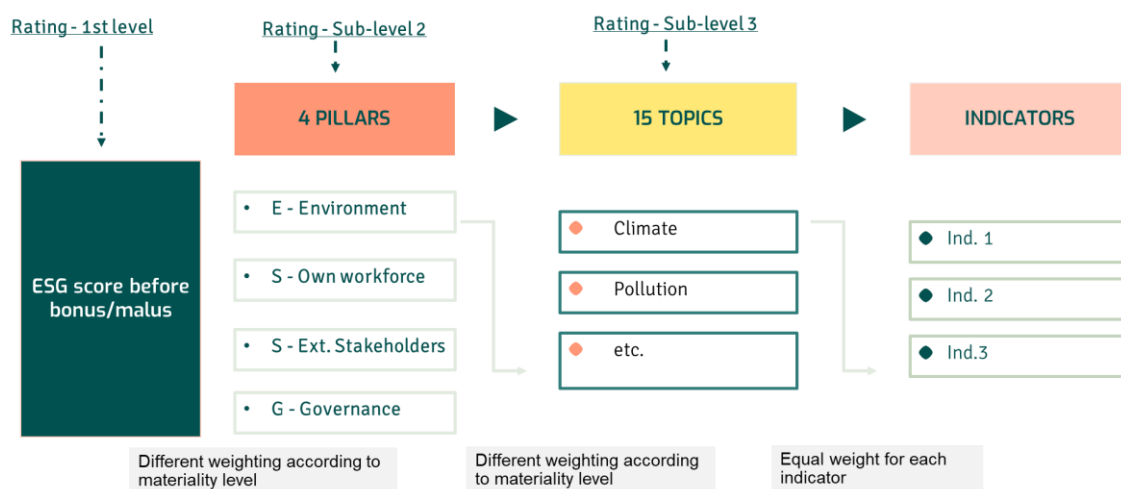 Rating - 1st level
Rating - Sub-level 2
Rating - Sub-level 3
4 PILLARS
15 TOPICS
INDICATORS
ESG score before
bonus/malus
• E - Environment
• S - Own workforce
• S - Ext. Stakeholders
• G - Governance
Climate
Pollution
etc.
Ind. 1
Ind. 2
Ind.3
Different weighting according to
materiality level
Different weighting according
to materiality level
Equal weight for each
indicator